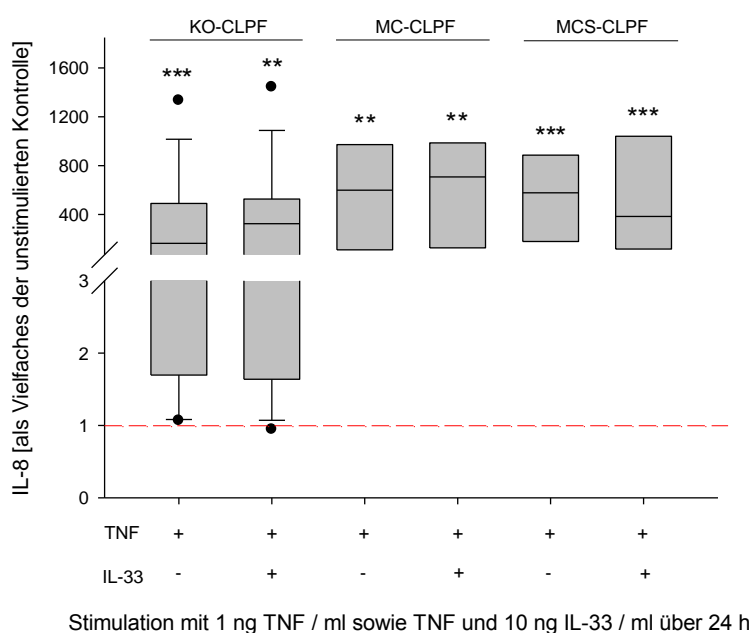 KO-CLPF MC-CLPF MCS-CLPF
IL-8 [als Vielfaches der unstimulierten Kontrolle]
1600
1200
800
400
3
2
1
0
*** ** ** ** *** ***
TNF + + + + + +
IL-33 - + - + - +
Stimulation mit 1 ng TNF / ml sowie TNF und 10 ng IL-33 / ml über 24 h